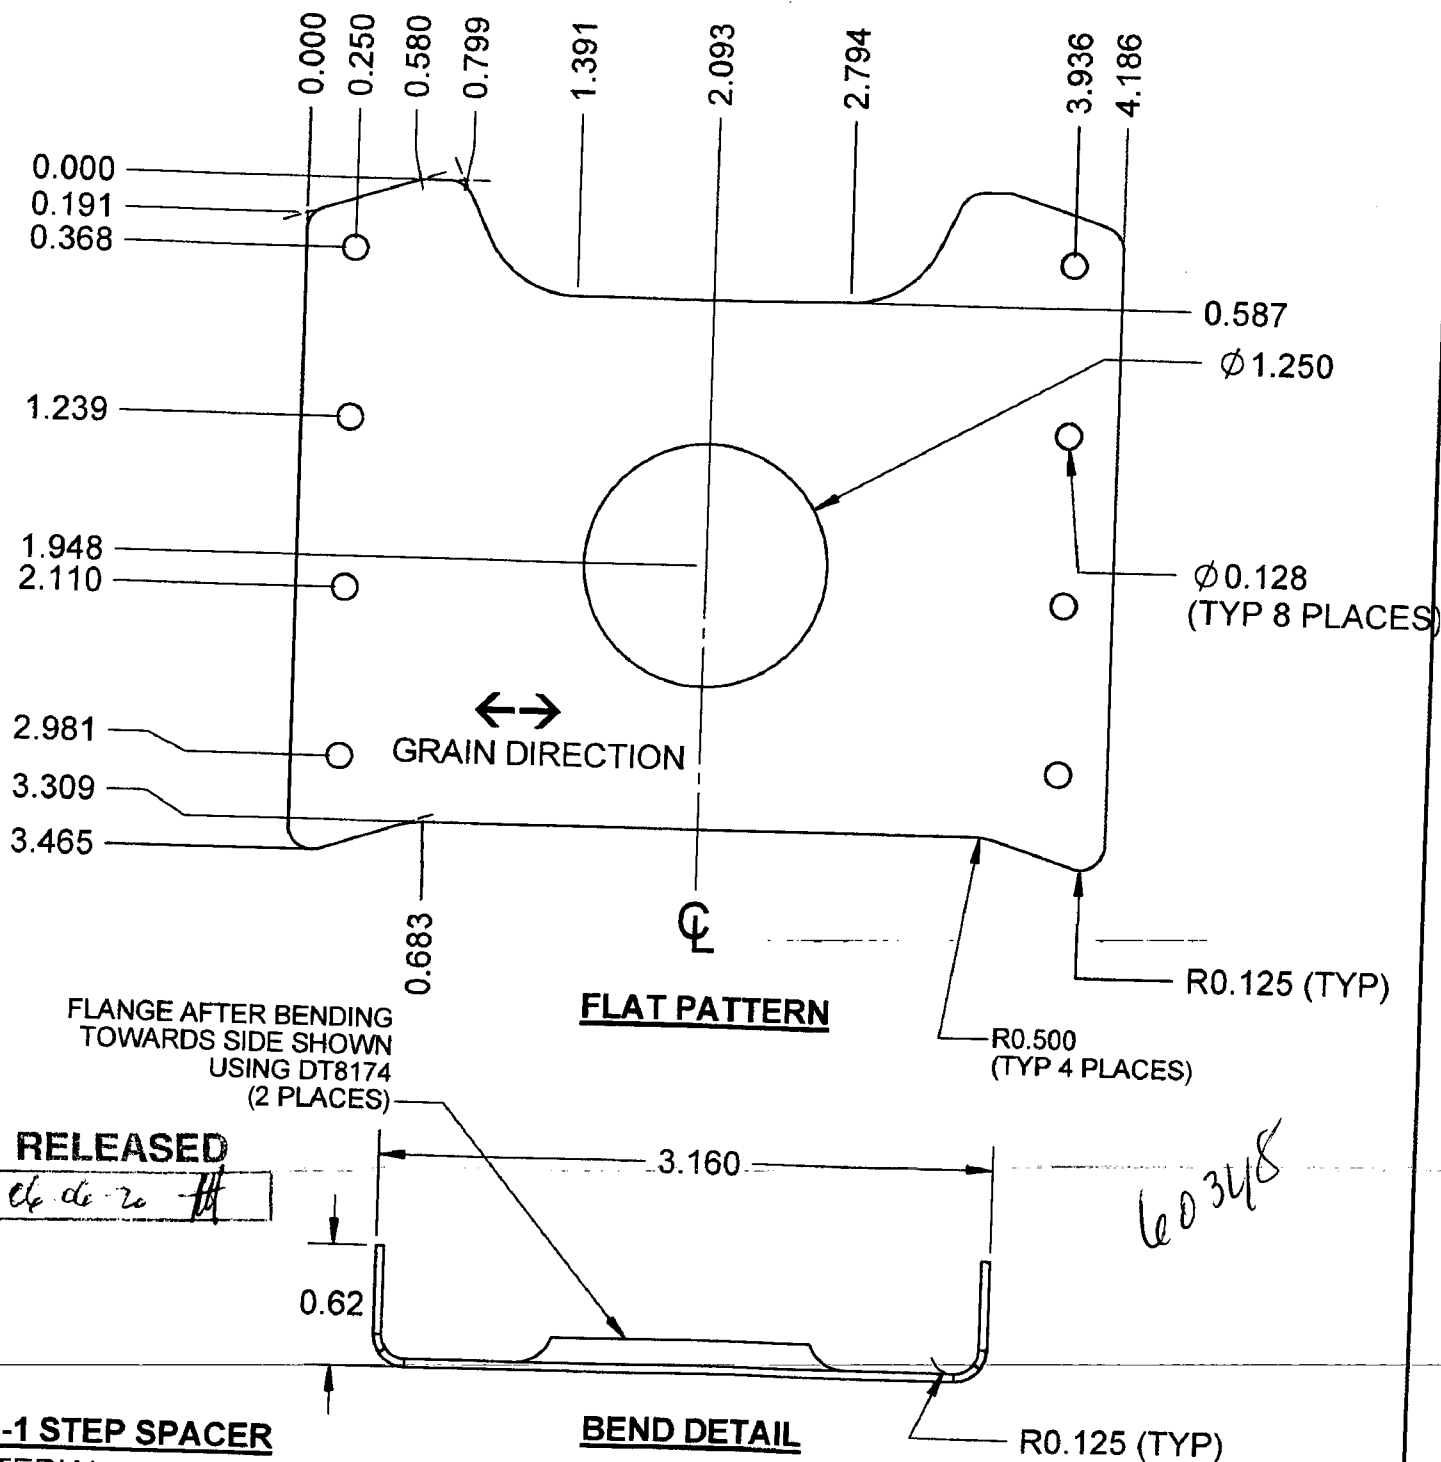 0.000
0.250
0.580
0.799
1.391
2.093
2.794
3.936
4.186
0.000
0.191
0.368
0.587
Ø1.250
1.239
1.948
2.110
Ø0.128
(TYP 8 PLACES)
2.981
GRAIN DIRECTION
3.309
3.465
0.683
℄
R0.125 (TYP)
FLAT PATTERN
FLANGE AFTER BENDING
TOWARDS SIDE SHOWN
USING DT8174
(2 PLACES)
R0.500
(TYP 4 PLACES)
RELEASED
3.160
60348
0.62
-1 STEP SPACER
BEND DETAIL
R0.125 (TYP)